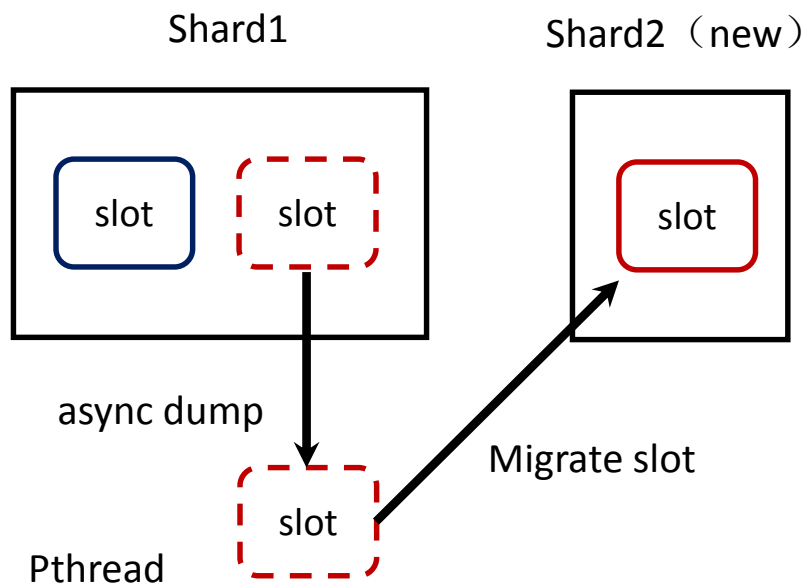 Shard1
Shard2（new）
slot
slot
slot
async dump
Migrate slot
slot
Pthread